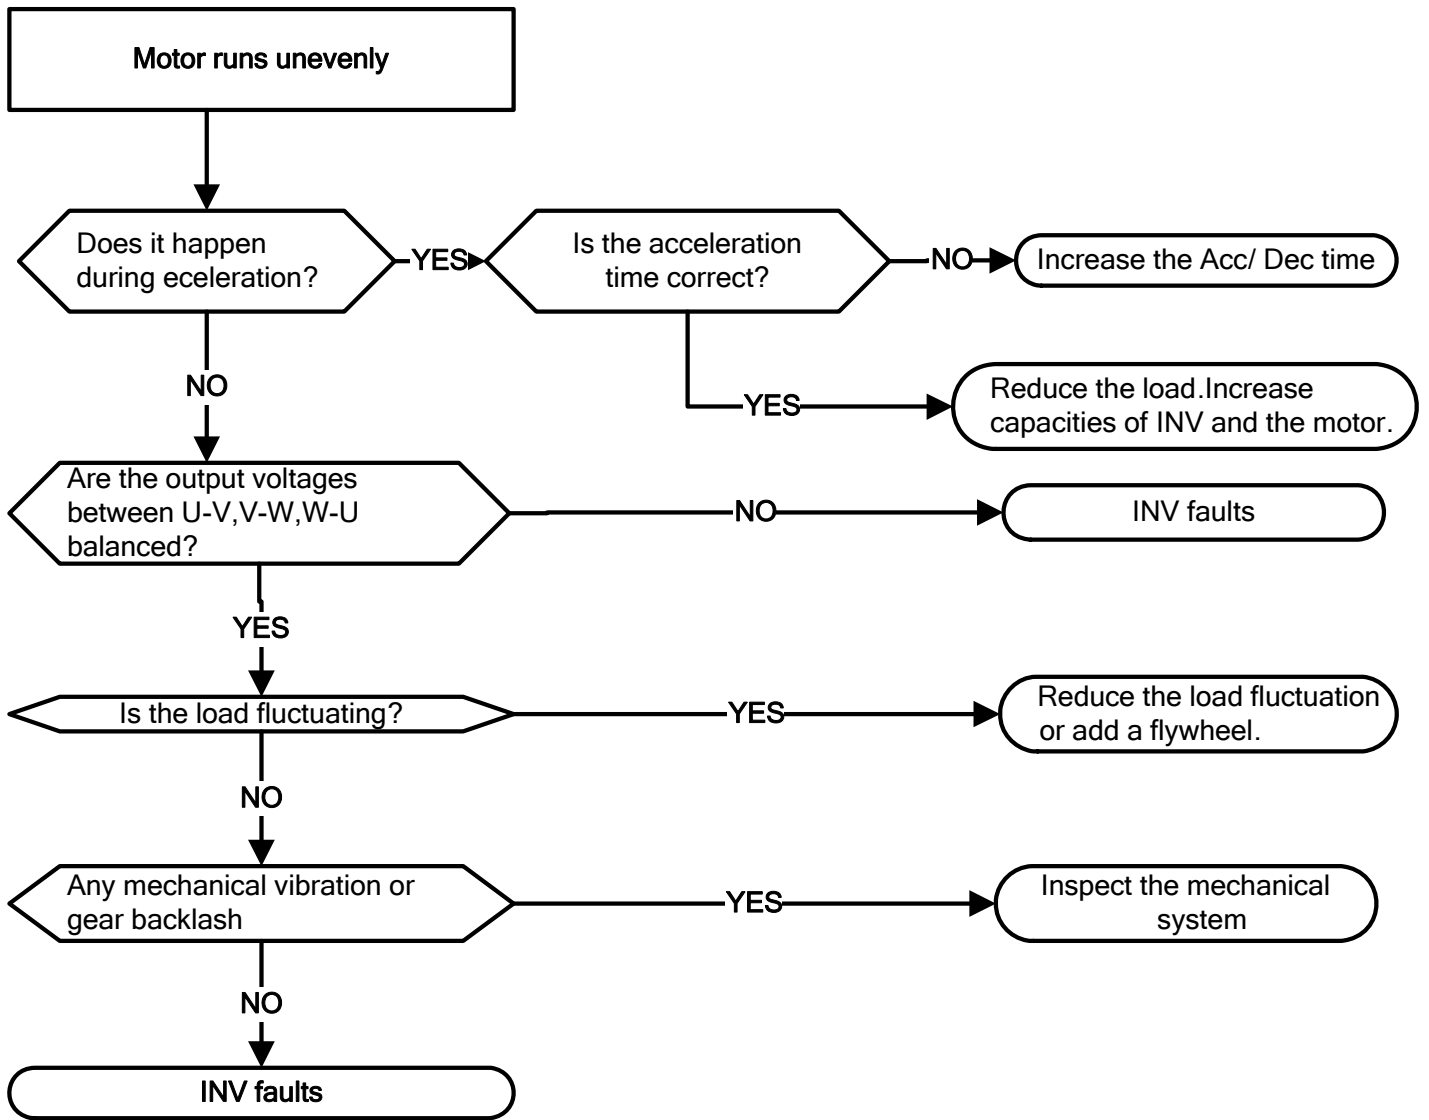 Motor runs unevenly
Does it happen
during eceleration?
YES
Is the acceleration
time correct?
NO
Increase the Acc/ Dec time
NO
YES
Reduce the load.Increase
capacities of INV and the motor.
Are the output voltages
between U-V,V-W,W-U
balanced?
NO
INV faults
YES
Is the load fluctuating?
YES
Reduce the load fluctuation
or add a flywheel.
NO
Any mechanical vibration or
gear backlash
YES
Inspect the mechanical
system
NO
INV faults